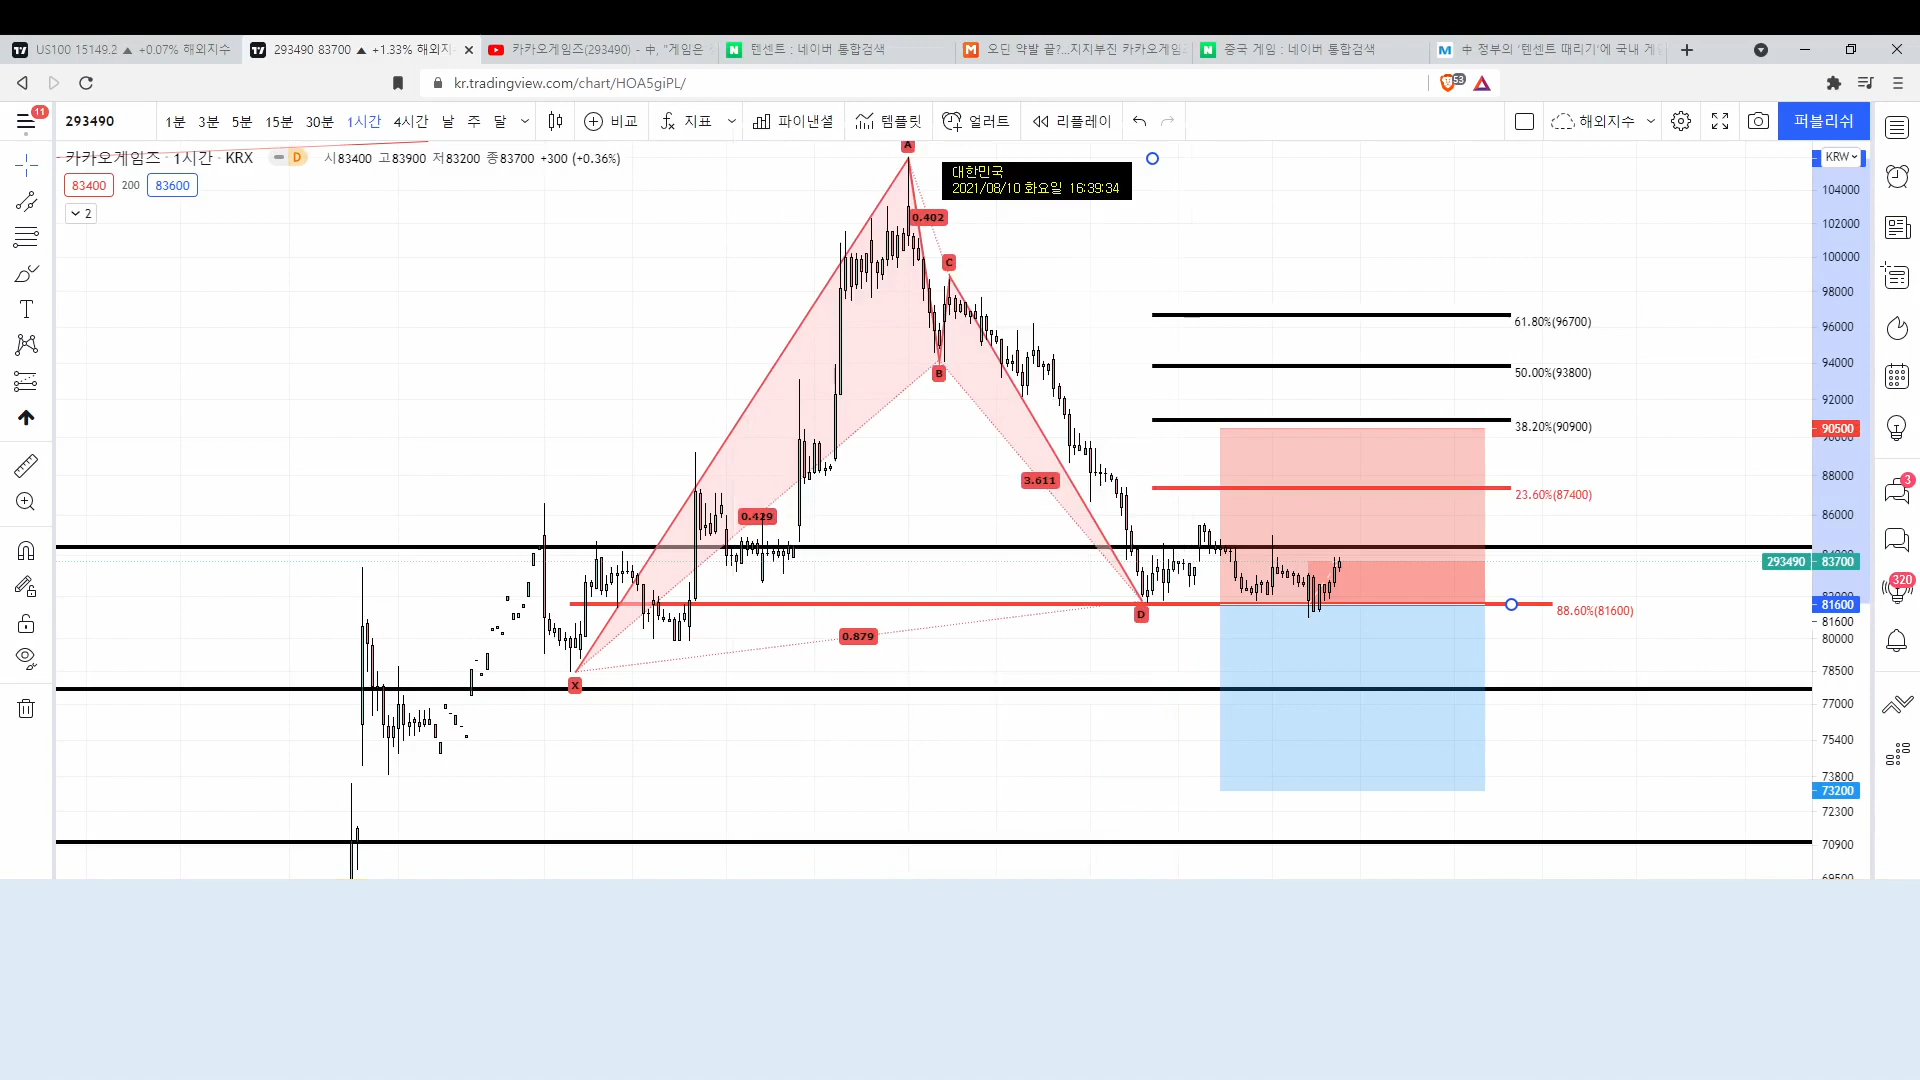 US100 15149.2 ▲ +0.07% 해외지수
293490 83700 ▲ +1.33% 해외지
카카오게임즈(293490) - 中, "게임은
텐센트 : 네이버 통합검색
오딘 약발 끝?...지지부진 카카오게임
중국 게임 : 네이버 통합검색
中 정부의 '텐센트 때리기'에 국내 게
kr.tradingview.com/chart/HOA5giPL/
53
11
293490
1분 3분 5분 15분 30분 1시간 4시간 날 주 달
비교
지표
파이낸셜
템플릿
얼러트
리플레이
해외지수
퍼블리쉬
카카오게임즈 · 1시간 · KRX
D
시83400 고83900 저83200 종83700 +300 (+0.36%)
83400 200 83600
2
대한민국
2021/08/10 화요일 16:39:34
A
0.402
C
B
3.611
0.429
0.879
X
D
61.80%(96700)
50.00%(93800)
38.20%(90900)
23.60%(87400)
88.60%(81600)
KRW
104000
102000
100000
98000
96000
94000
92000
90500
90000
88000
86000
84000
293490 83700
82000
81600
81600
80000
78500
77000
75400
73800
73200
72300
70900
69500
3
320